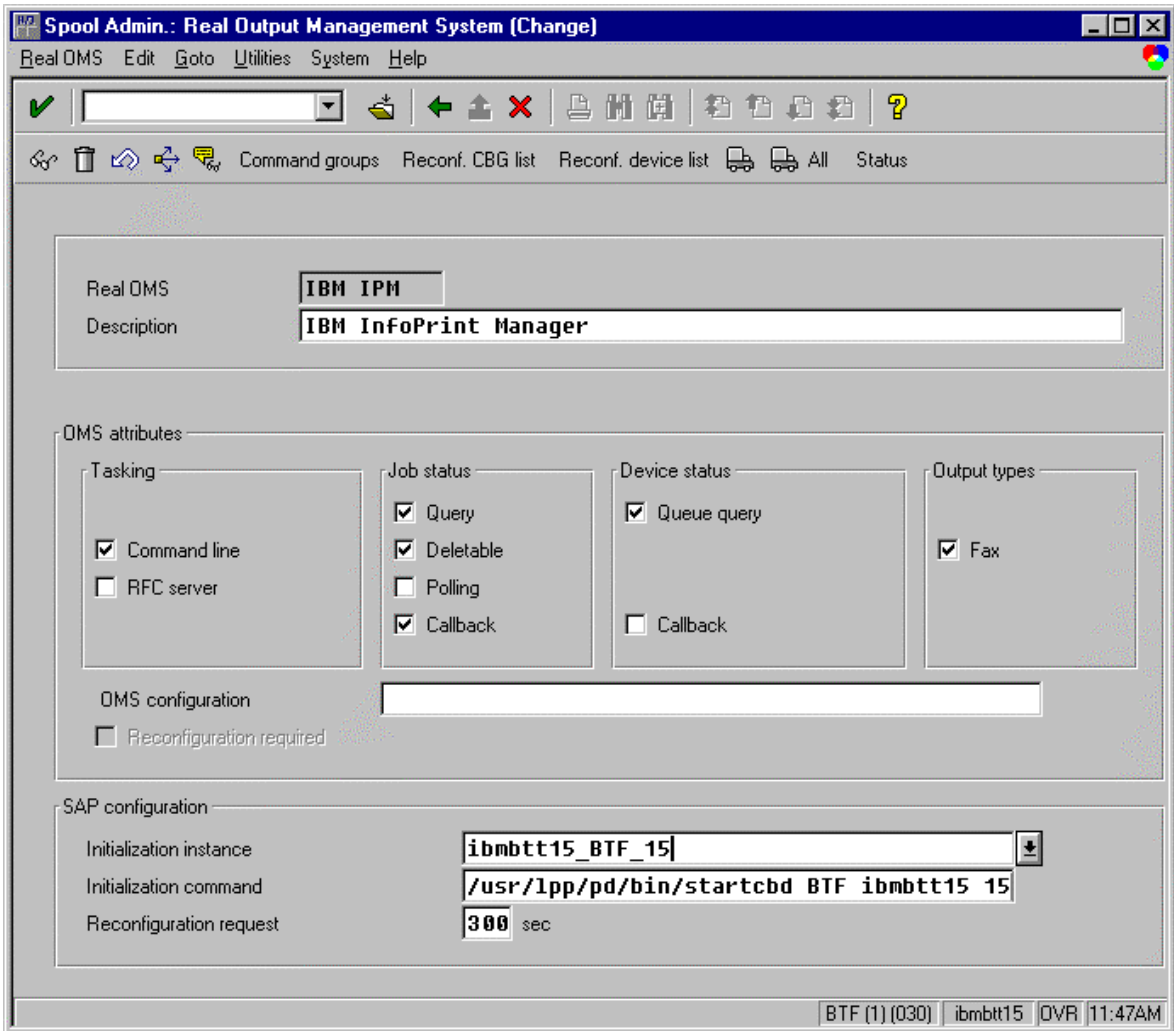 Spool Admin.: Real Output Management System (Change)
Real OMS Edit Goto Utilities System Help
Command groups Reconf. CBG list Reconf. device list All Status
Real OMS IBM IPM
Description IBM InfoPrint Manager
OMS attributes
Tasking Job status Device status Output types
Query Queue query
Command line Deletable Fax
RFC server Polling
Callback Callback
OMS configuration
Reconfiguration required
SAP configuration
Initialization instance ibmbtt15_BTF_15
Initialization command /usr/lpp/pd/bin/startcbd BTF ibmbtt15 15
Reconfiguration request 300 sec
BTF (1) (030) ibmbtt15 OVR 11:47AM